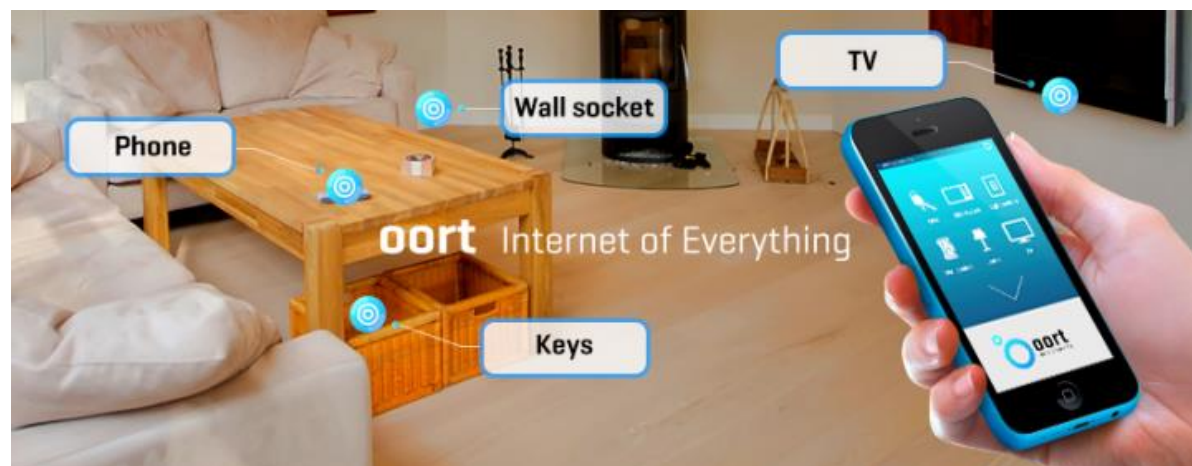 TV
Wall socket
Phone
oort Internet of Everything
Keys
oort